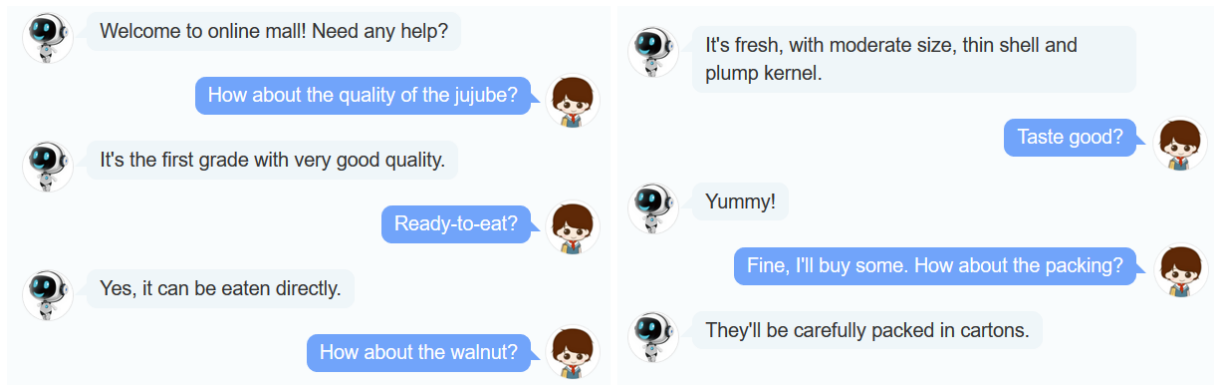 Welcome to online mall! Need any help?
How about the quality of the jujube?
It's the first grade with very good quality.
Ready-to-eat?
Yes, it can be eaten directly.
How about the walnut?
It's fresh, with moderate size, thin shell and
plump kernel.
Taste good?
Yummy!
Fine, I'll buy some. How about the packing?
They'll be carefully packed in cartons.